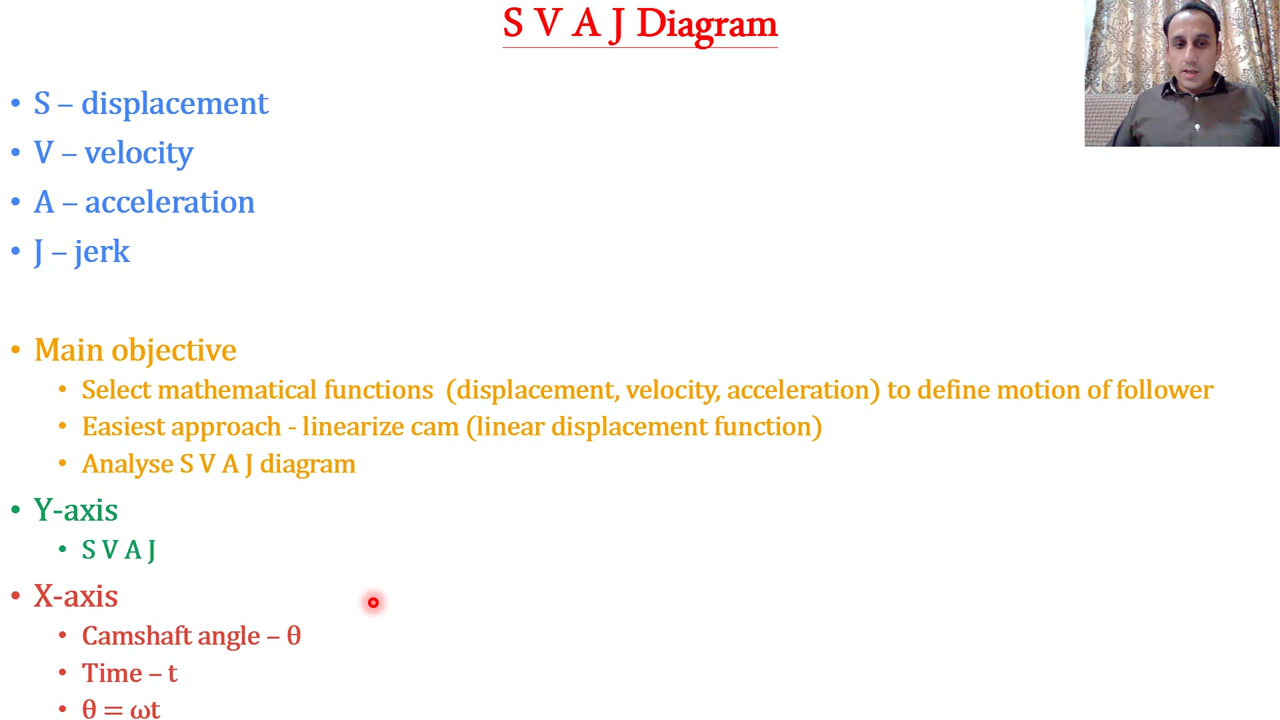 S V A J Diagram
• S – displacement
• V – velocity
• A – acceleration
• J – jerk
• Main objective
• Select mathematical functions (displacement, velocity, acceleration) to define motion of follower
• Easiest approach - linearize cam (linear displacement function)
• Analyse S V A J diagram
• Y-axis
• S V A J
• X-axis
• Camshaft angle – θ
• Time – t
• θ = ωt